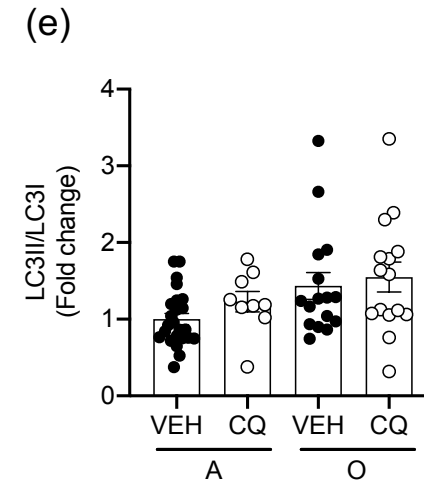 (e)
LC3II/LC3I
(Fold change)
4
3
2
1
0
VEH CQ VEH CQ
A O